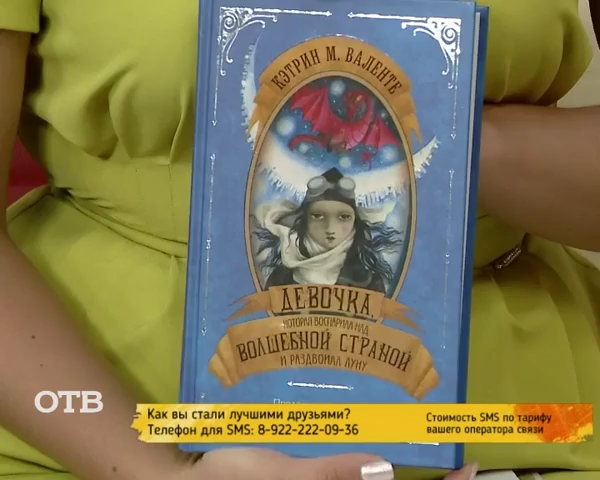 КЭТРИН М. ВАЛЕНТЕ
ДЕВОЧКА,
КОТОРАЯ ВОСПАРИЛА НАД
ВОЛШЕБНОЙ СТРАНОЙ
И РАЗДВОИЛА ЛУНУ
ОТВ
Как вы стали лучшими друзьями?
Телефон для SMS: 8-922-222-09-36
Стоимость SMS по тарифу
вашего оператора связи